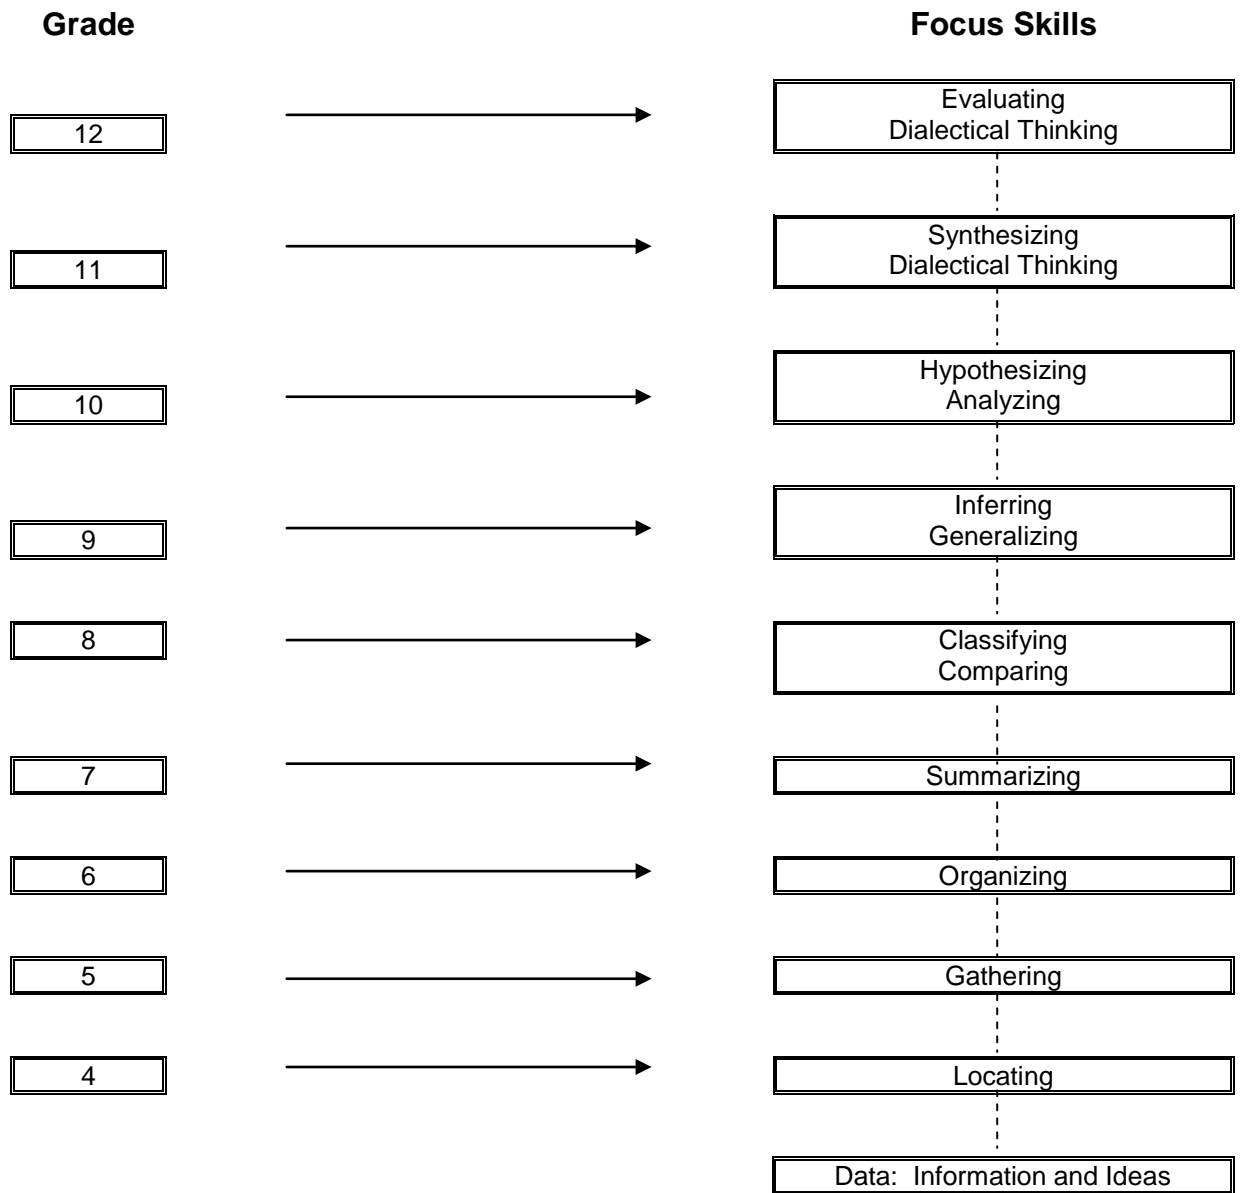 Grade
Focus Skills
12
Evaluating
Dialectical Thinking
11
Synthesizing
Dialectical Thinking
10
Hypothesizing
Analyzing
9
Inferring
Generalizing
8
Classifying
Comparing
7
Summarizing
6
Organizing
5
Gathering
4
Locating
Data:  Information and Ideas